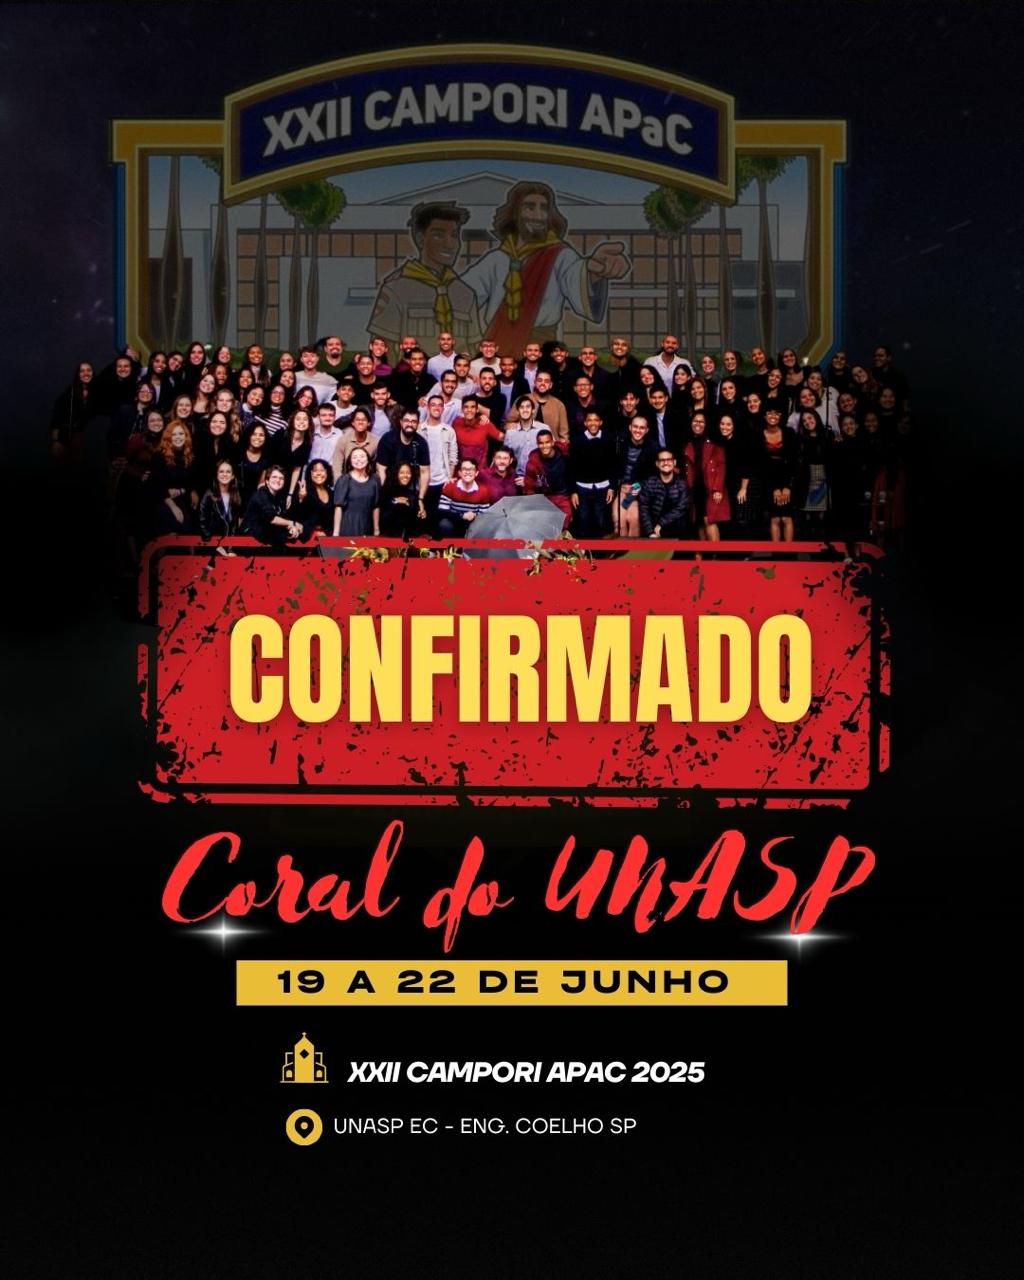 XXII CAMPORI APaC
CONFIRMADO
Coral do UNASP
19 A 22 DE JUNHO
XXII CAMPORI APAC 2025
UNASP EC - ENG. COELHO SP